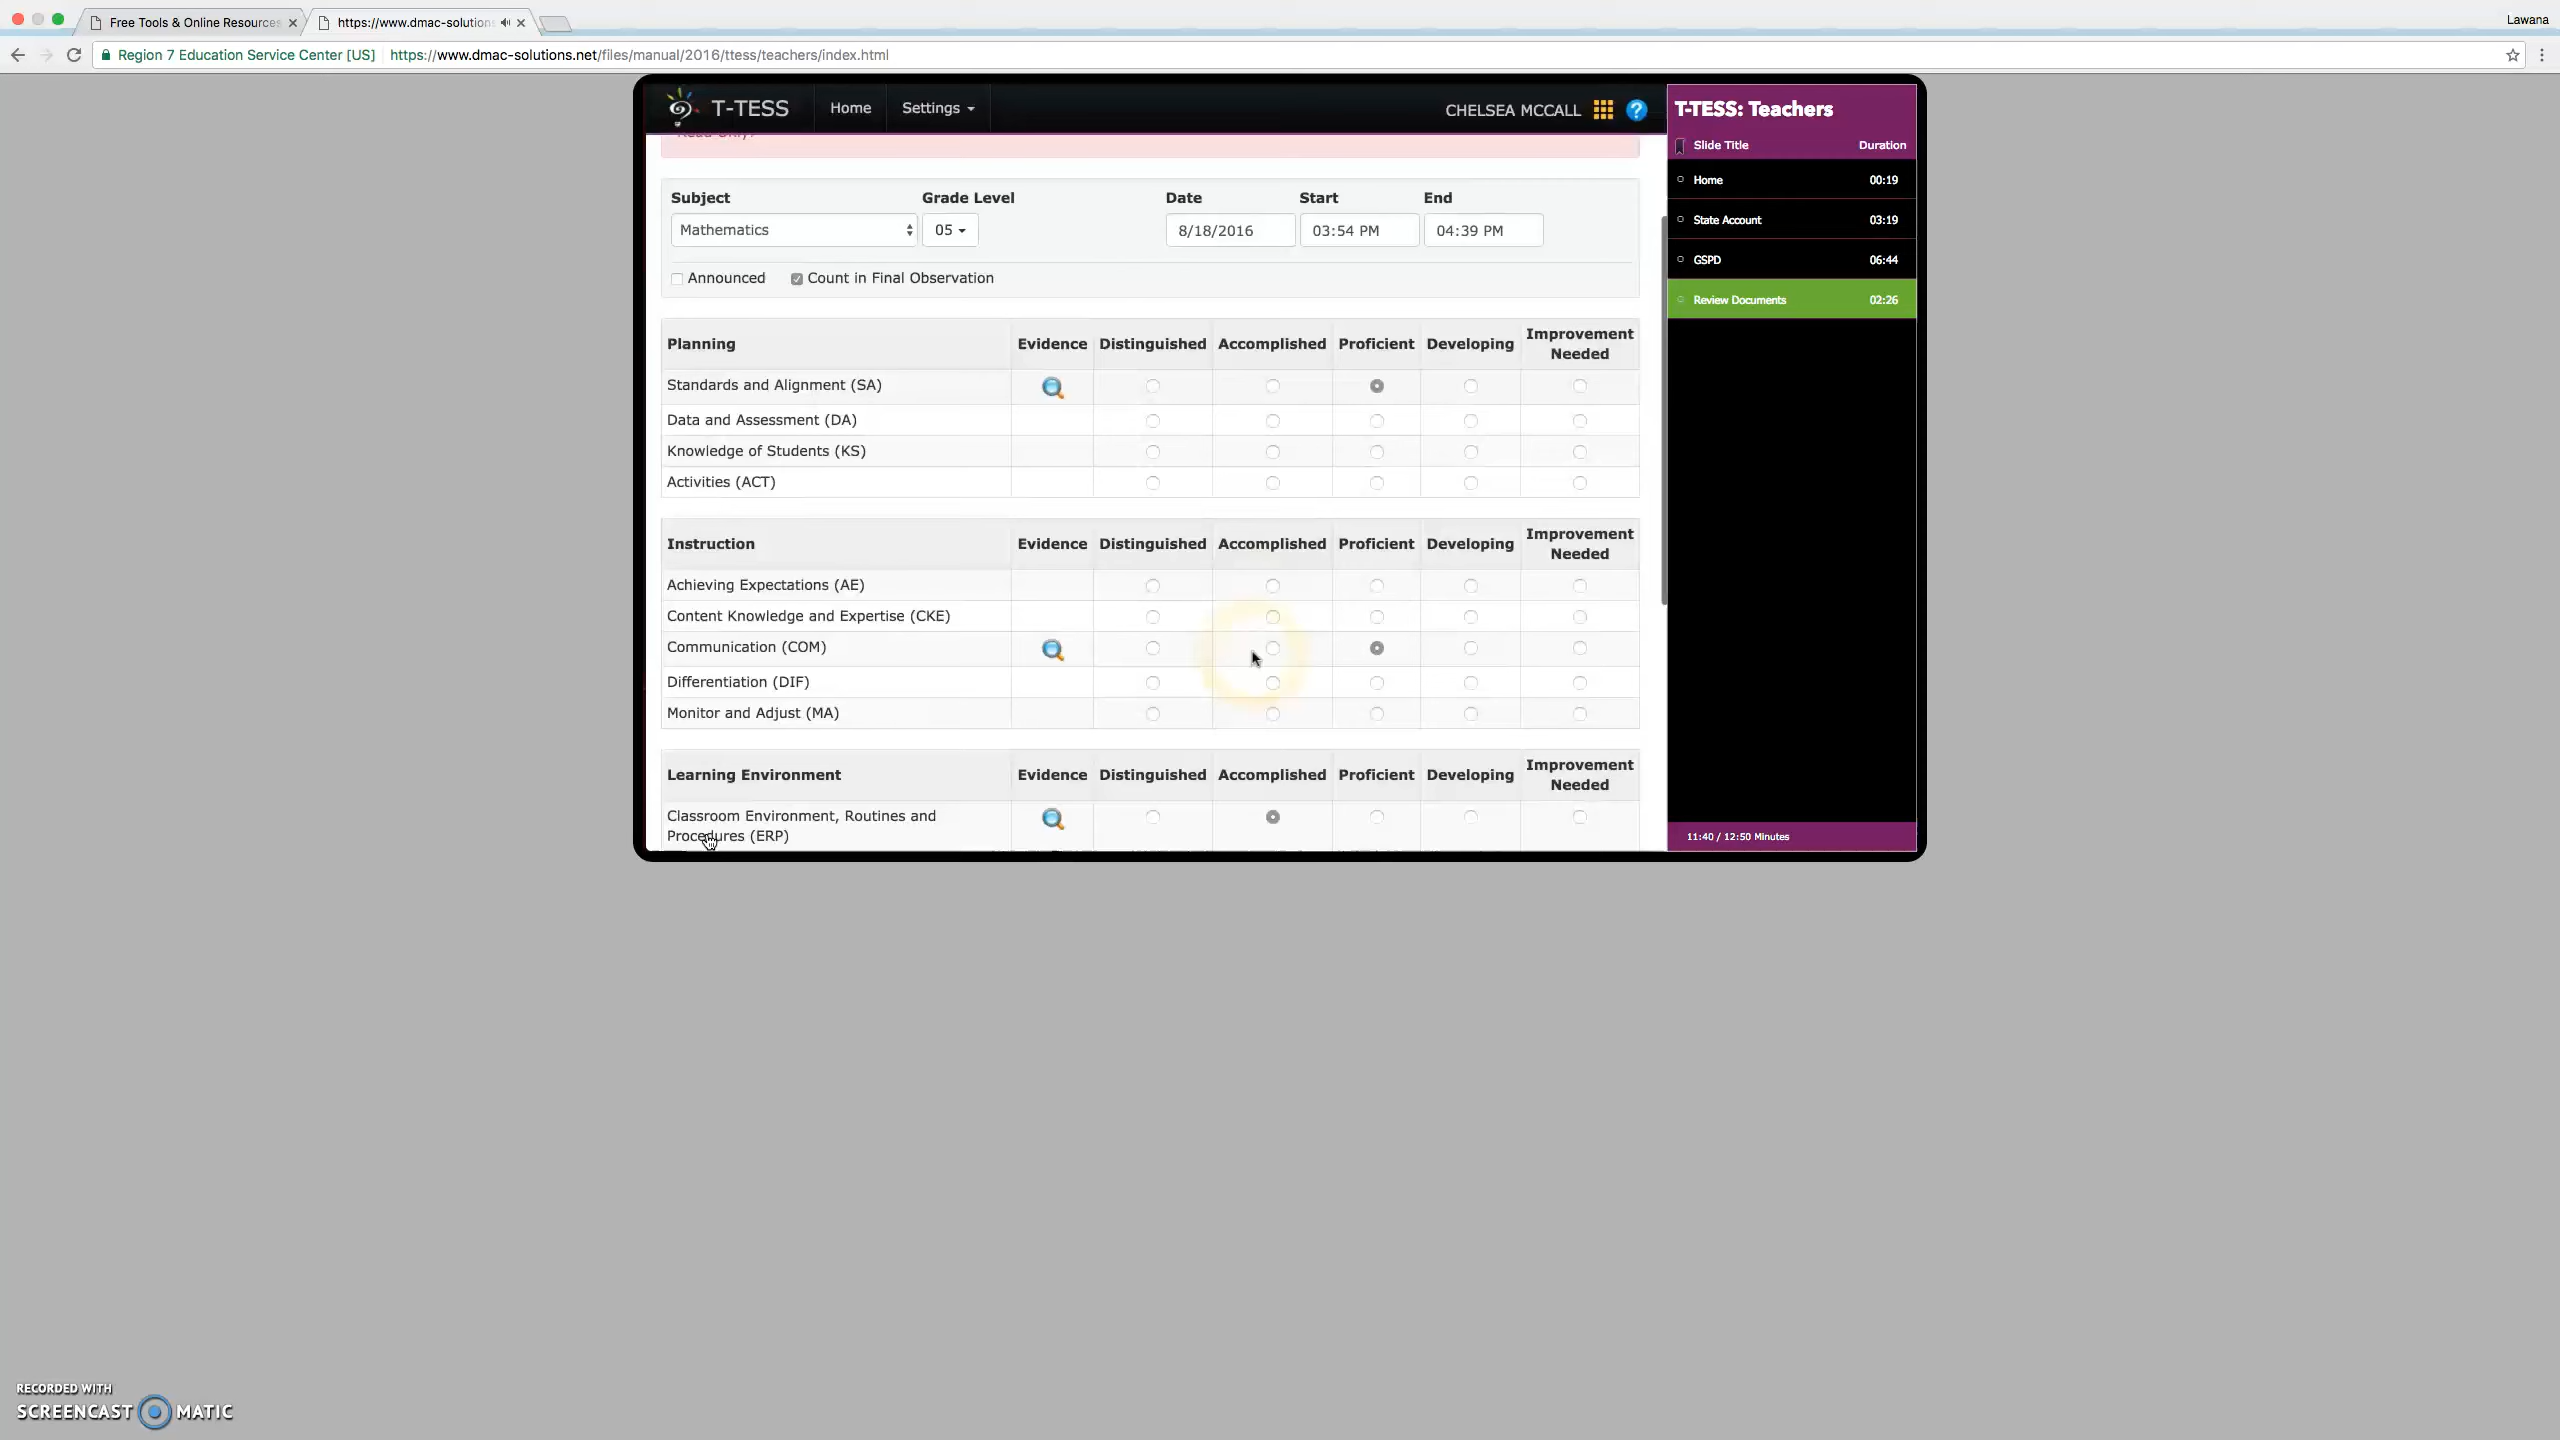 Free Tools & Online Resources
https://www.dmac-solution
Lawana
Region 7 Education Service Center [US] https://www.dmac-solutions.net/files/manual/2016/ttess/teachers/index.html
T-TESS Home Settings CHELSEA MCCALL ?
T-TESS: Teachers
Slide Title Duration
Home 00:19
State Account 03:19
GSPD 06:44
Review Documents 02:26
Subject Grade Level Date Start End
Mathematics 05 8/18/2016 03:54 PM 04:39 PM
Announced Count in Final Observation
Planning Evidence Distinguished Accomplished Proficient Developing Improvement Needed
Standards and Alignment (SA)
Data and Assessment (DA)
Knowledge of Students (KS)
Activities (ACT)
Instruction Evidence Distinguished Accomplished Proficient Developing Improvement Needed
Achieving Expectations (AE)
Content Knowledge and Expertise (CKE)
Communication (COM)
Differentiation (DIF)
Monitor and Adjust (MA)
Learning Environment Evidence Distinguished Accomplished Proficient Developing Improvement Needed
Classroom Environment, Routines and
Procedures (ERP)
11:40 / 12:50 Minutes
RECORDED WITH
SCREENCAST MATIC